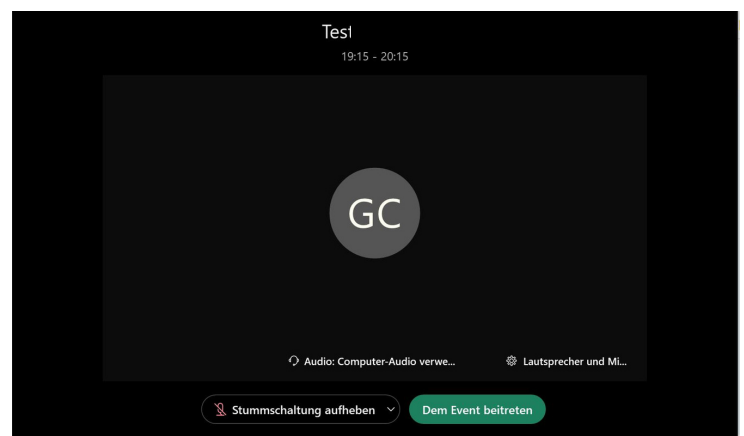 Test
19:15 - 20:15
GC
Audio: Computer-Audio verwe... Lautsprecher und Mi...
Stummschaltung aufheben Dem Event beitreten